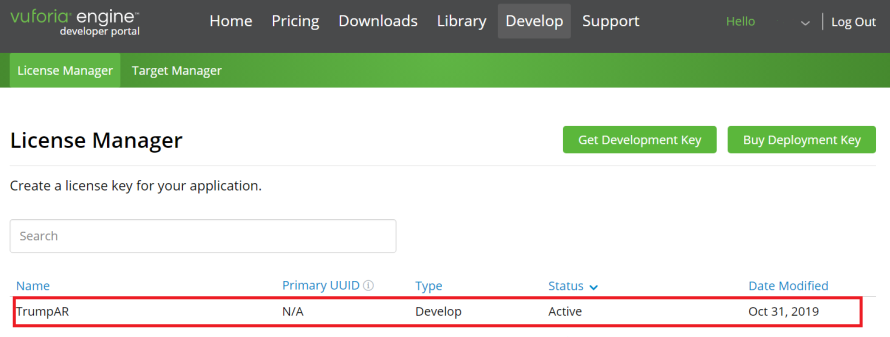 vuforia engine™ Home Pricing Downloads Library Develop Support Hello Log Out
developer portal
License Manager Target Manager
License Manager Get Development Key Buy Deployment Key
Create a license key for your application.
Search
Name Primary UUID Type Status Date Modified
TrumpAR N/A Develop Active Oct 31, 2019